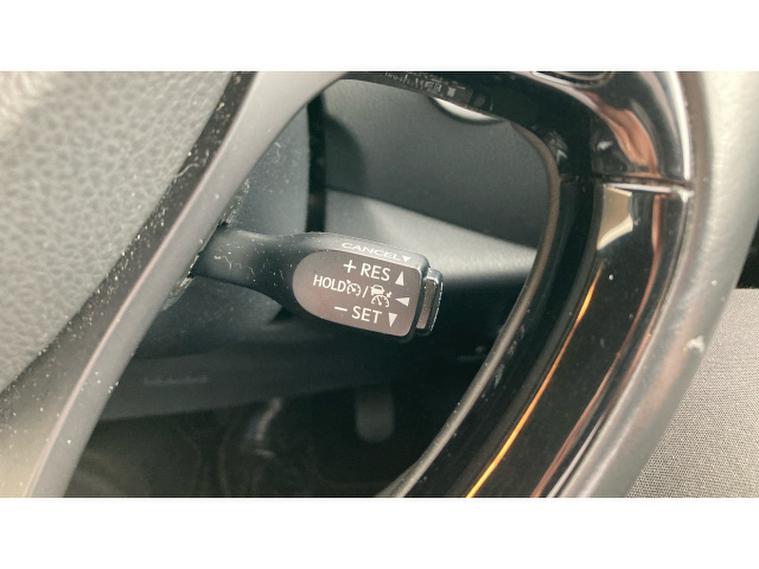 CANCEL▼
+ RES ▲
HOLD / ◀
− SET ▼